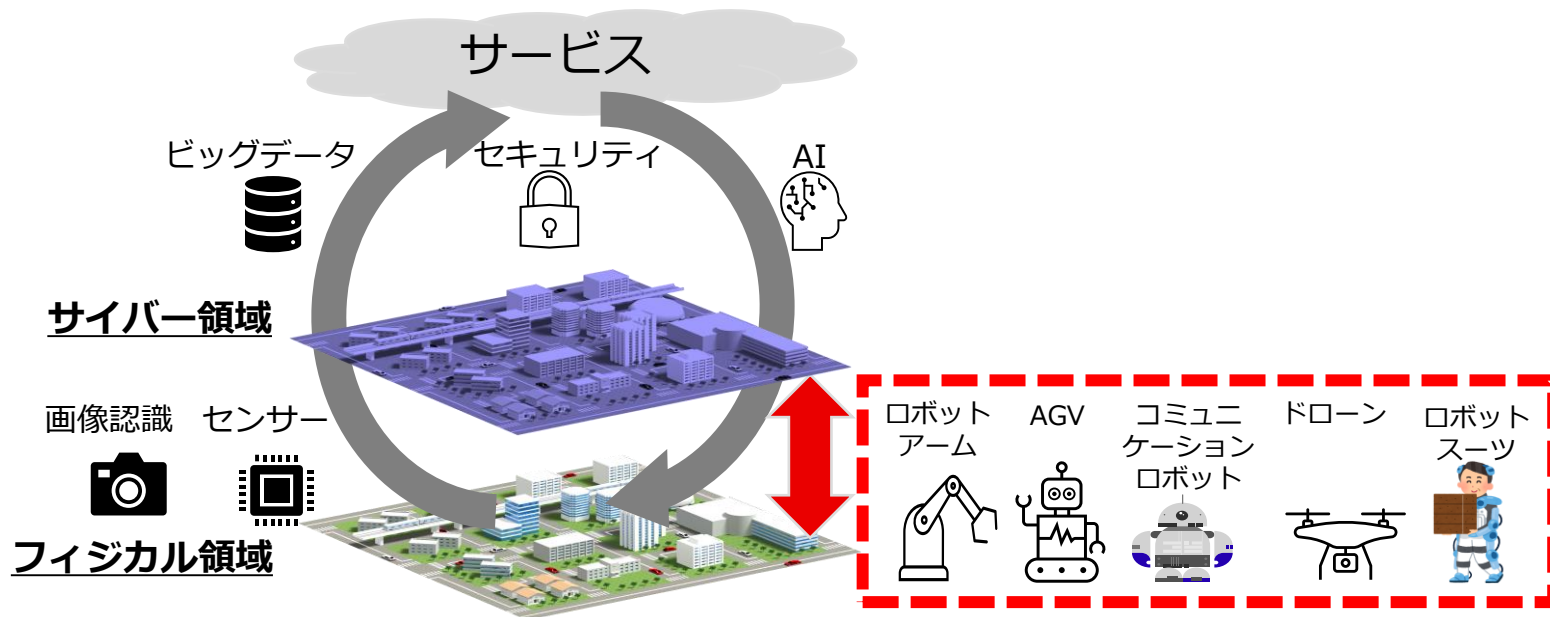 サービス
ビッグデータ
セキュリティ
AI
サイバー領域
画像認識
センサー
フィジカル領域
ロボット
アーム
AGV
コミュニ
ケーション
ロボット
ドローン
ロボット
スーツ